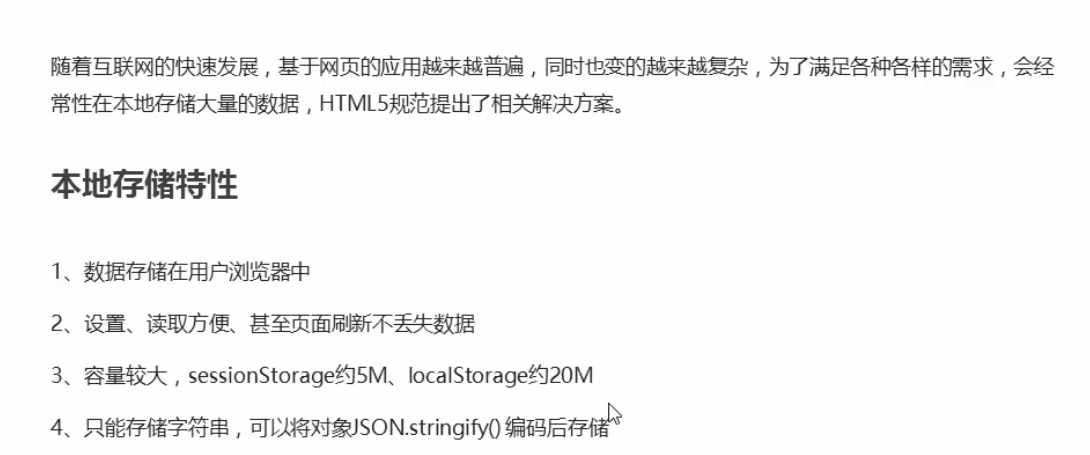 随着互联网的快速发展，基于网页的应用越来越普遍，同时也变的越来越复杂，为了满足各种各样的需求，会经
常性在本地存储大量的数据，HTML5规范提出了相关解决方案。
本地存储特性
1、数据存储在用户浏览器中
2、设置、读取方便、甚至页面刷新不丢失数据
3、容量较大，sessionStorage约5M、localStorage约20M
4、只能存储字符串，可以将对象JSON.stringify() 编码后存储